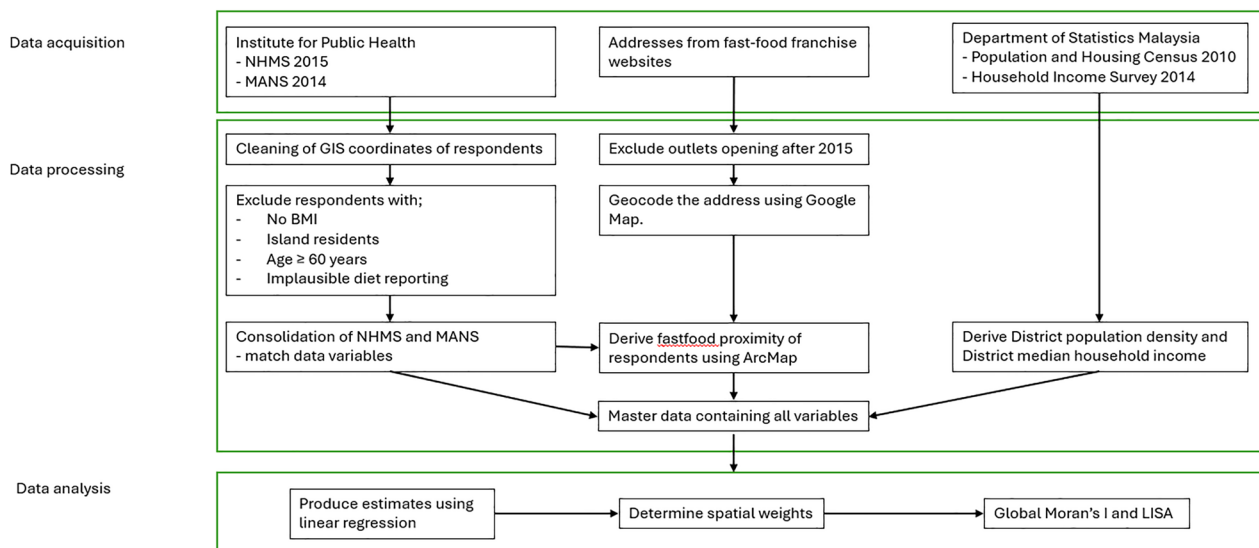 Data acquisition
Institute for Public Health
- NHMS 2015
- MANS 2014
Addresses from fast-food franchise
websites
Department of Statistics Malaysia
- Population and Housing Census 2010
- Household Income Survey 2014
Data processing
Cleaning of GIS coordinates of respondents
Exclude respondents with;
- No BMI
- Island residents
- Age ≥ 60 years
- Implausible diet reporting
Consolidation of NHMS and MANS
- match data variables
Exclude outlets opening after 2015
Geocode the address using Google
Map.
Derive fastfood proximity of
respondents using ArcMap
Derive District population density and
District median household income
Master data containing all variables
Data analysis
Produce estimates using
linear regression
Determine spatial weights
Global Moran's I and LISA